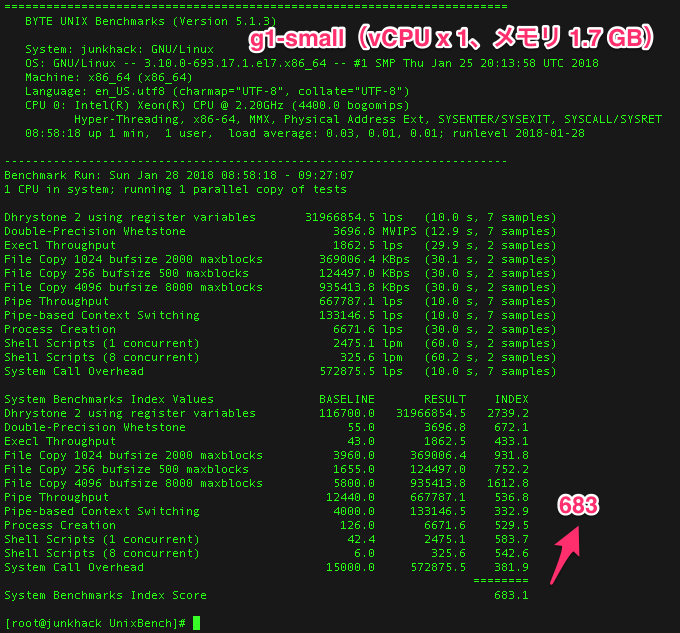 ========================================================================
BYTE UNIX Benchmarks (Version 5.1.3)
g1-small（vCPU x 1、メモリ 1.7 GB）
System: junkhack: GNU/Linux
OS: GNU/Linux -- 3.10.0-693.17.1.el7.x86_64 -- #1 SMP Thu Jan 25 20:13:58 UTC 2018
Machine: x86_64 (x86_64)
Language: en_US.utf8 (charmap="UTF-8", collate="UTF-8")
CPU 0: Intel(R) Xeon(R) CPU @ 2.20GHz (4400.0 bogomips)
Hyper-Threading, x86-64, MMX, Physical Address Ext, SYSENTER/SYSEXIT, SYSCALL/SYSRET
08:58:18 up 1 min, 1 user, load average: 0.03, 0.01, 0.01; runlevel 2018-01-28
------------------------------------------------------------------------
Benchmark Run: Sun Jan 28 2018 08:58:18 - 09:27:07
1 CPU in system; running 1 parallel copy of tests
Dhrystone 2 using register variables 31966854.5 lps (10.0 s, 7 samples)
Double-Precision Whetstone 3696.8 MWIPS (12.9 s, 7 samples)
Execl Throughput 1862.5 lps (29.9 s, 2 samples)
File Copy 1024 bufsize 2000 maxblocks 369006.4 KBps (30.1 s, 2 samples)
File Copy 256 bufsize 500 maxblocks 124497.0 KBps (30.0 s, 2 samples)
File Copy 4096 bufsize 8000 maxblocks 935413.8 KBps (30.0 s, 2 samples)
Pipe Throughput 667787.1 lps (10.0 s, 7 samples)
Pipe-based Context Switching 133146.5 lps (10.0 s, 7 samples)
Process Creation 6671.6 lps (30.0 s, 2 samples)
Shell Scripts (1 concurrent) 2475.1 lpm (60.0 s, 2 samples)
Shell Scripts (8 concurrent) 325.6 lpm (60.2 s, 2 samples)
System Call Overhead 572875.5 lps (10.0 s, 7 samples)
System Benchmarks Index Values BASELINE RESULT INDEX
Dhrystone 2 using register variables 116700.0 31966854.5 2739.2
Double-Precision Whetstone 55.0 3696.8 672.1
Execl Throughput 43.0 1862.5 433.1
File Copy 1024 bufsize 2000 maxblocks 3960.0 369006.4 931.8
File Copy 256 bufsize 500 maxblocks 1655.0 124497.0 752.2
File Copy 4096 bufsize 8000 maxblocks 5800.0 935413.8 1612.8
Pipe Throughput 12440.0 667787.1 536.8
Pipe-based Context Switching 4000.0 133146.5 332.9
683
Process Creation 126.0 6671.6 529.5
Shell Scripts (1 concurrent) 42.4 2475.1 583.7
Shell Scripts (8 concurrent) 6.0 325.6 542.6
System Call Overhead 15000.0 572875.5 381.9
========
System Benchmarks Index Score 683.1
[root@junkhack UnixBench]#